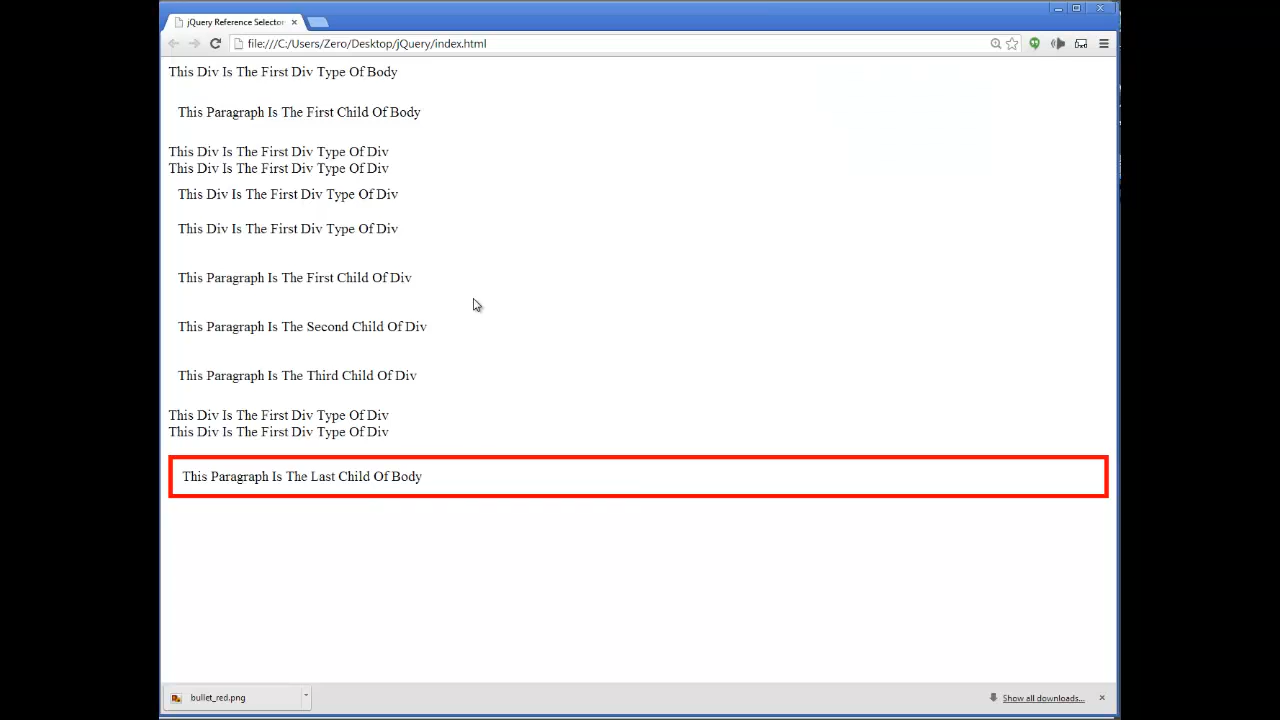 jQuery Reference Selector
file:///C:/Users/Zero/Desktop/jQuery/index.html
This Div Is The First Div Type Of Body
This Paragraph Is The First Child Of Body
This Div Is The First Div Type Of Div
This Div Is The First Div Type Of Div
This Div Is The First Div Type Of Div
This Div Is The First Div Type Of Div
This Paragraph Is The First Child Of Div
This Paragraph Is The Second Child Of Div
This Paragraph Is The Third Child Of Div
This Div Is The First Div Type Of Div
This Div Is The First Div Type Of Div
This Paragraph Is The Last Child Of Body
bullet_red.png
Show all downloads...